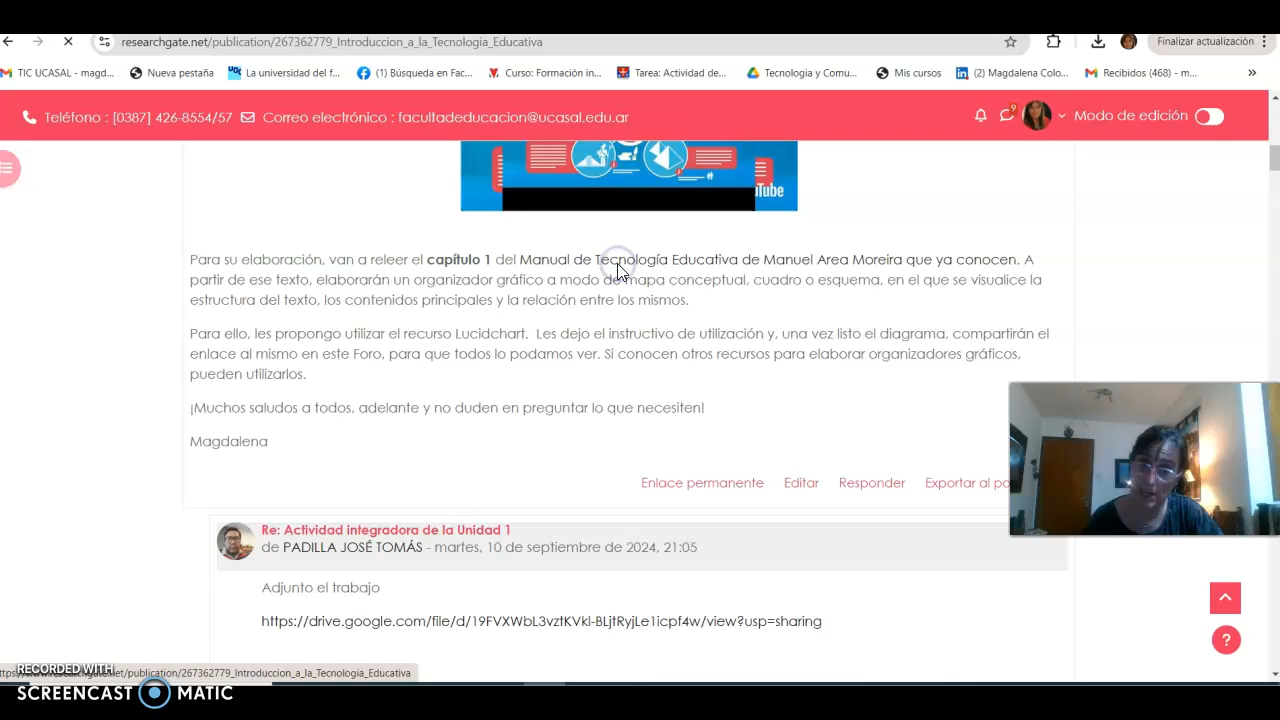 researchgate.net/publication/267362779_Introduccion_a_la_Tecnologia_Educativa
Finalizar actualización
TIC UCASAL - magd...
Nueva pestaña
La universidad del f...
(1) Búsqueda en Fac...
Curso: Formación in...
Tarea: Actividad de...
Tecnologia y Comu...
Mis cursos
(2) Magdalena Colo...
Recibidos (468) - m...
»
Teléfono : [0387] 426-8554/57 Correo electrónico : facultadeducacion@ucasal.edu.ar
9
Modo de edición
Para su elaboración, van a releer el capítulo 1 del Manual de Tecnología Educativa de Manuel Area Moreira que ya conocen. A
partir de ese texto, elaborarán un organizador gráfico a modo de mapa conceptual, cuadro o esquema, en el que se visualice la
estructura del texto, los contenidos principales y la relación entre los mismos.
Para ello, les propongo utilizar el recurso Lucidchart. Les dejo el instructivo de utilización y, una vez listo el diagrama, compartirán el
enlace al mismo en este Foro, para que todos lo podamos ver. Si conocen otros recursos para elaborar organizadores gráficos,
pueden utilizarlos.
¡Muchos saludos a todos, adelante y no duden en preguntar lo que necesiten!
Magdalena
Enlace permanente Editar Responder Exportar al po
Re: Actividad integradora de la Unidad 1
de PADILLA JOSÉ TOMÁS - martes, 10 de septiembre de 2024, 21:05
Adjunto el trabajo
https://drive.google.com/file/d/19FVXWbL3vztKVkl-BLjtRyjLe1icpf4w/view?usp=sharing
?
RECORDED WITH
ttps://www.researchgate.net/publication/267362779_Introduccion_a_la_Tecnologia_Educativa
SCREENCAST MATIC